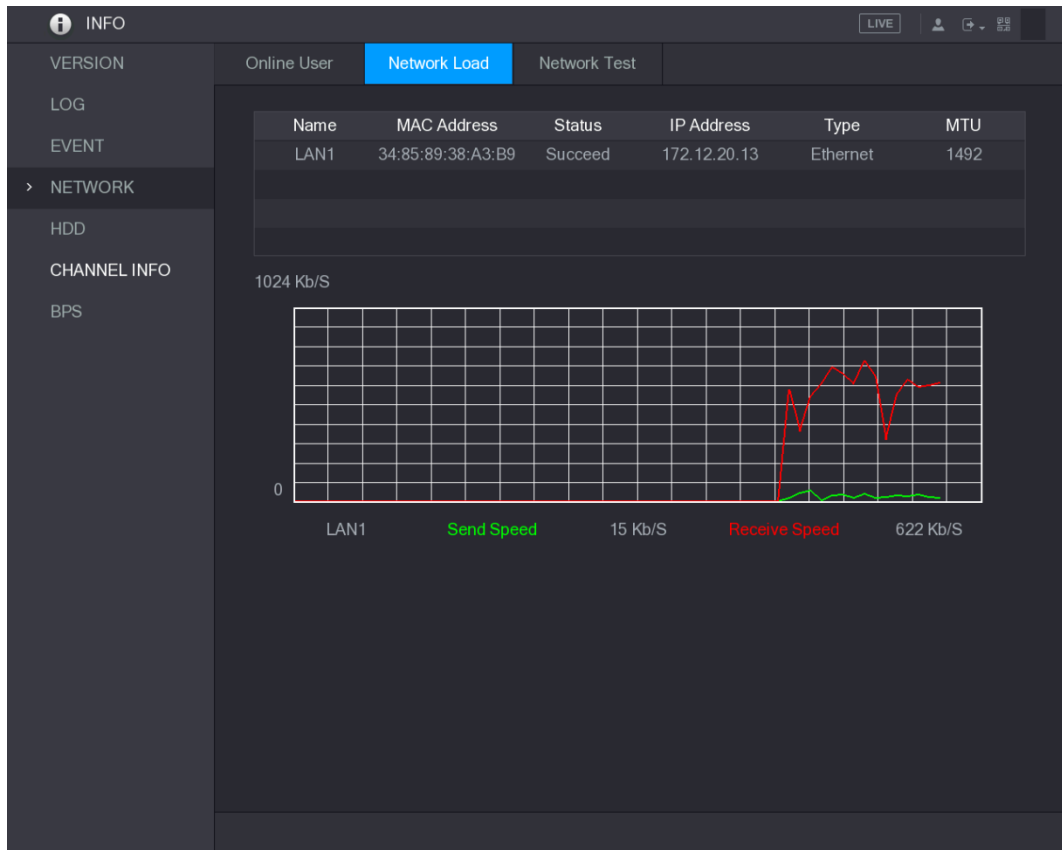 INFO
LIVE
VERSION
LOG
EVENT
NETWORK
HDD
CHANNEL INFO
BPS
Online User Network Load Network Test
Name MAC Address Status IP Address Type MTU
LAN1 34:85:89:38:A3:B9 Succeed 172.12.20.13 Ethernet 1492
1024 Kb/S
0
LAN1 Send Speed 15 Kb/S Receive Speed 622 Kb/S